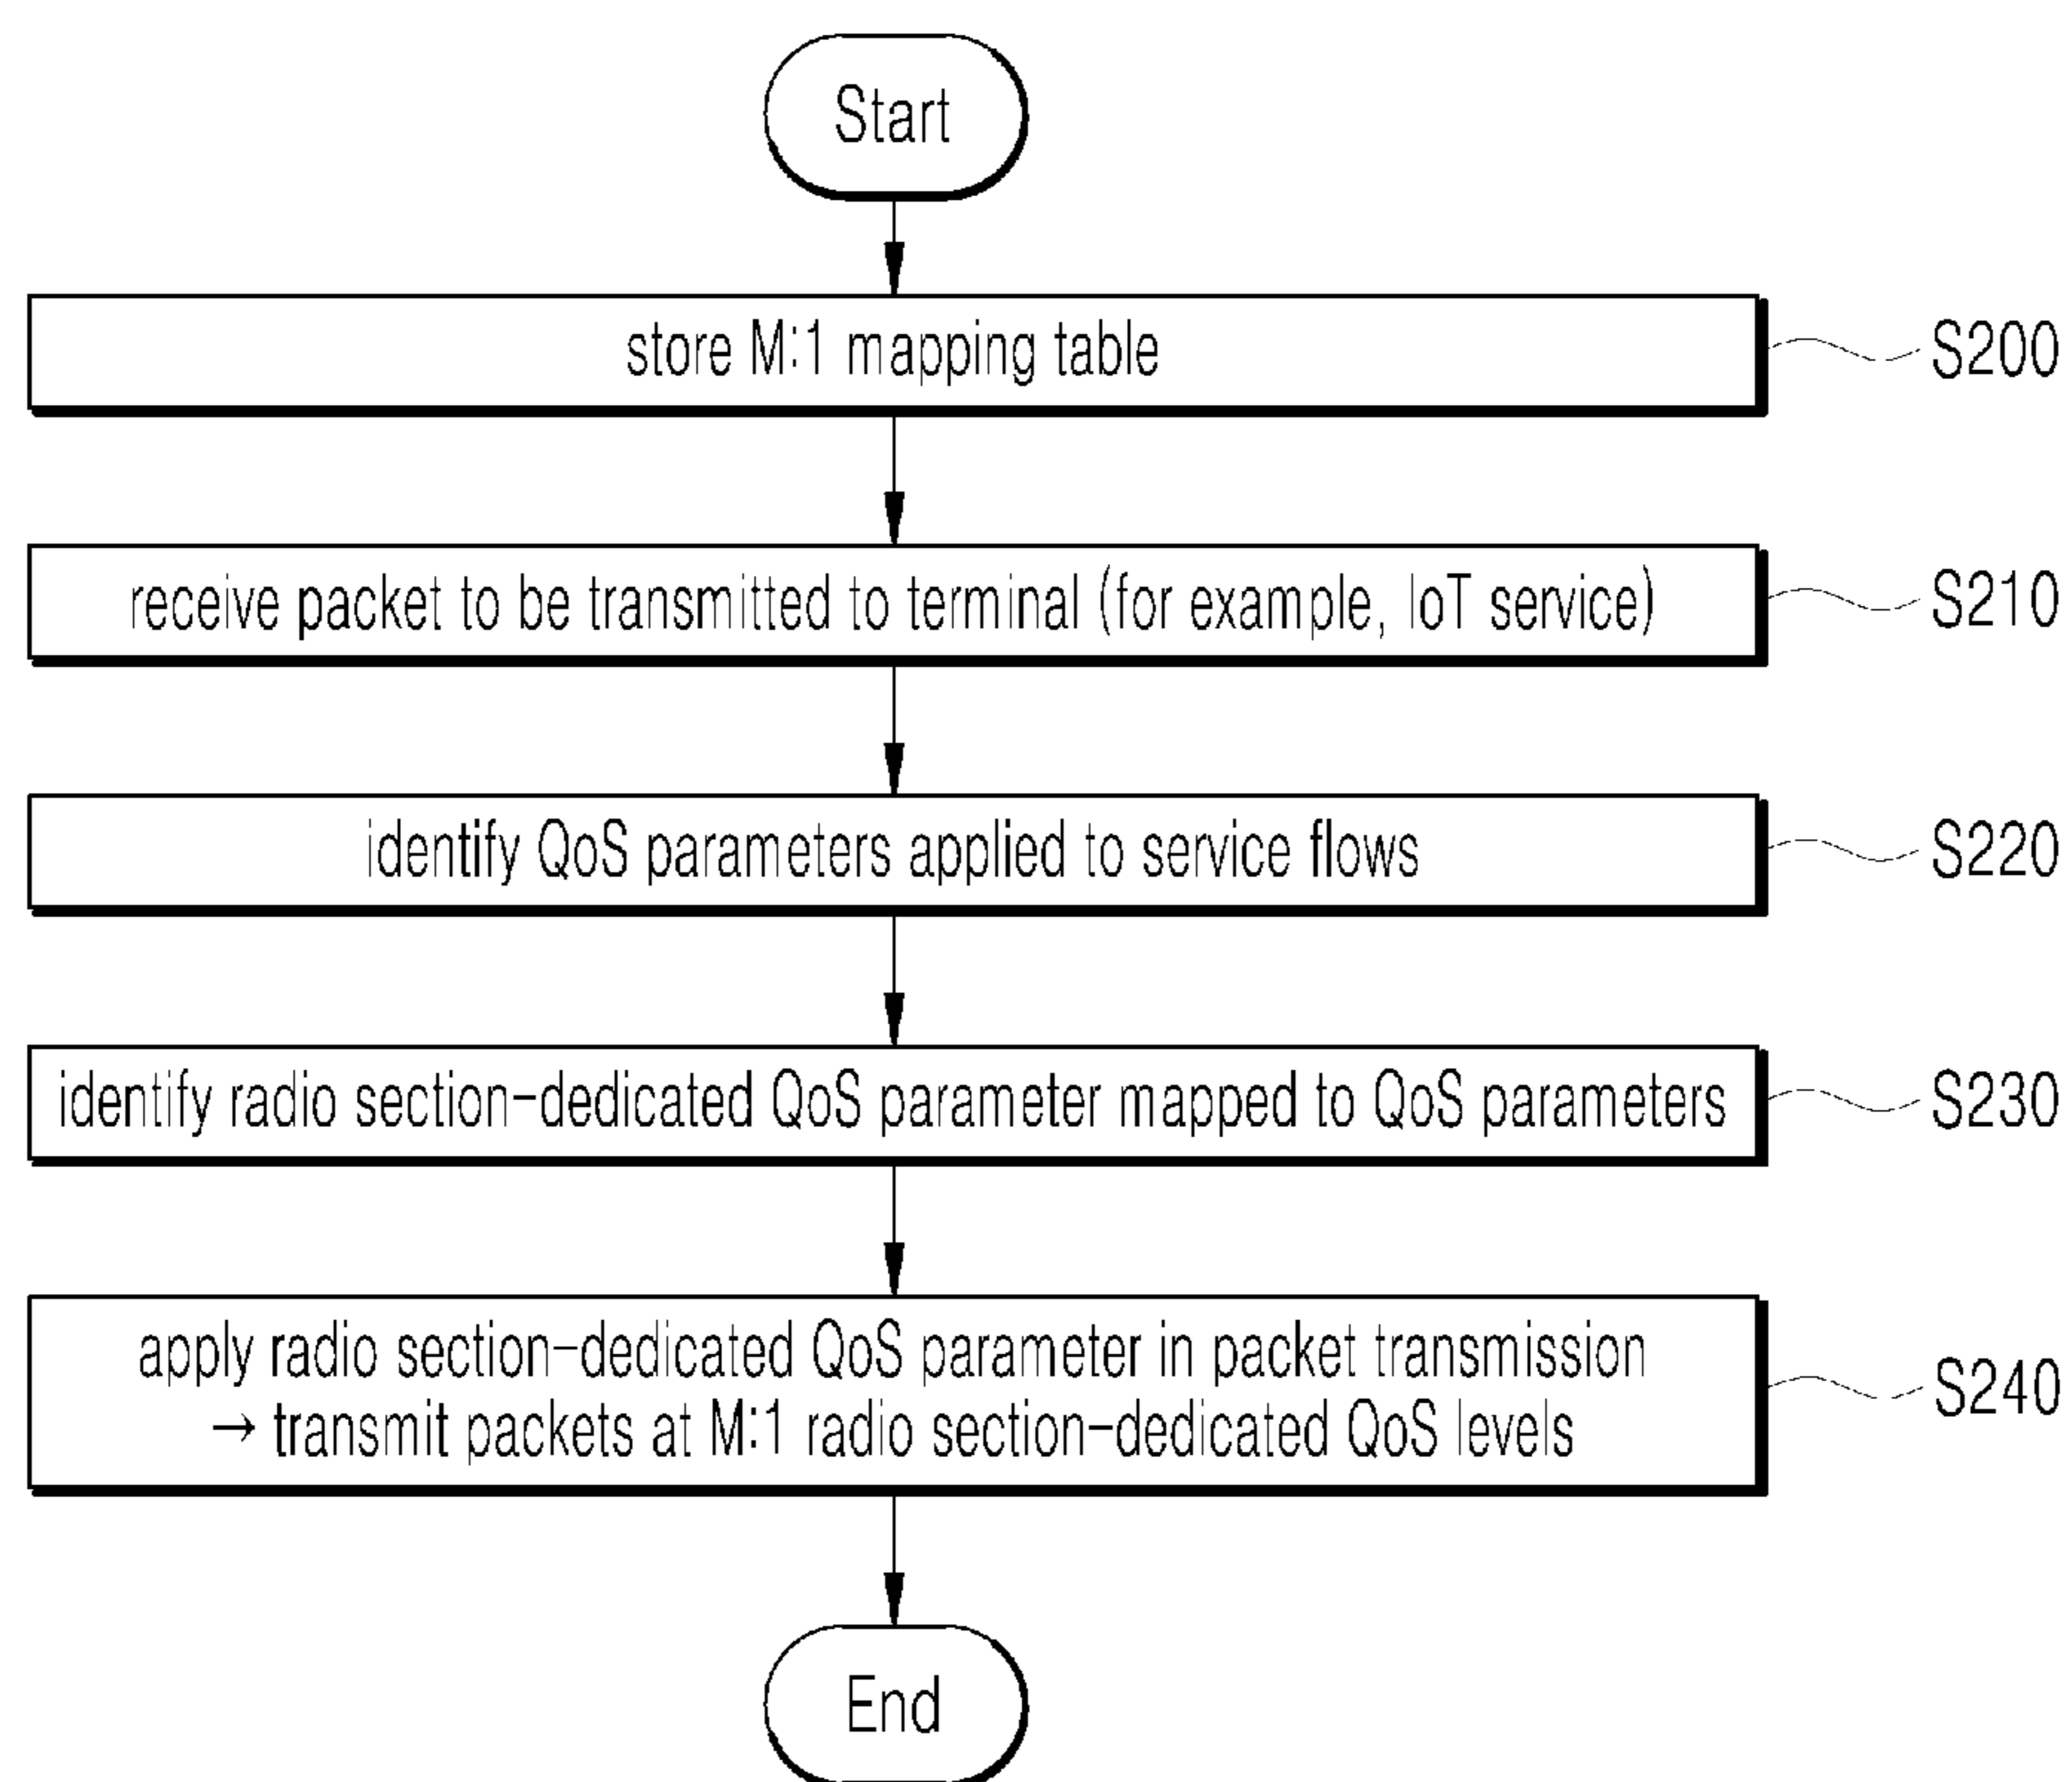 Start
store M:1 mapping table
S200
receive packet to be transmitted to terminal (for example, IoT service)
S210
identify QoS parameters applied to service flows
S220
identify radio section-dedicated QoS parameter mapped to QoS parameters
S230
apply radio section-dedicated QoS parameter in packet transmission
→ transmit packets at M:1 radio section-dedicated QoS levels
S240
End